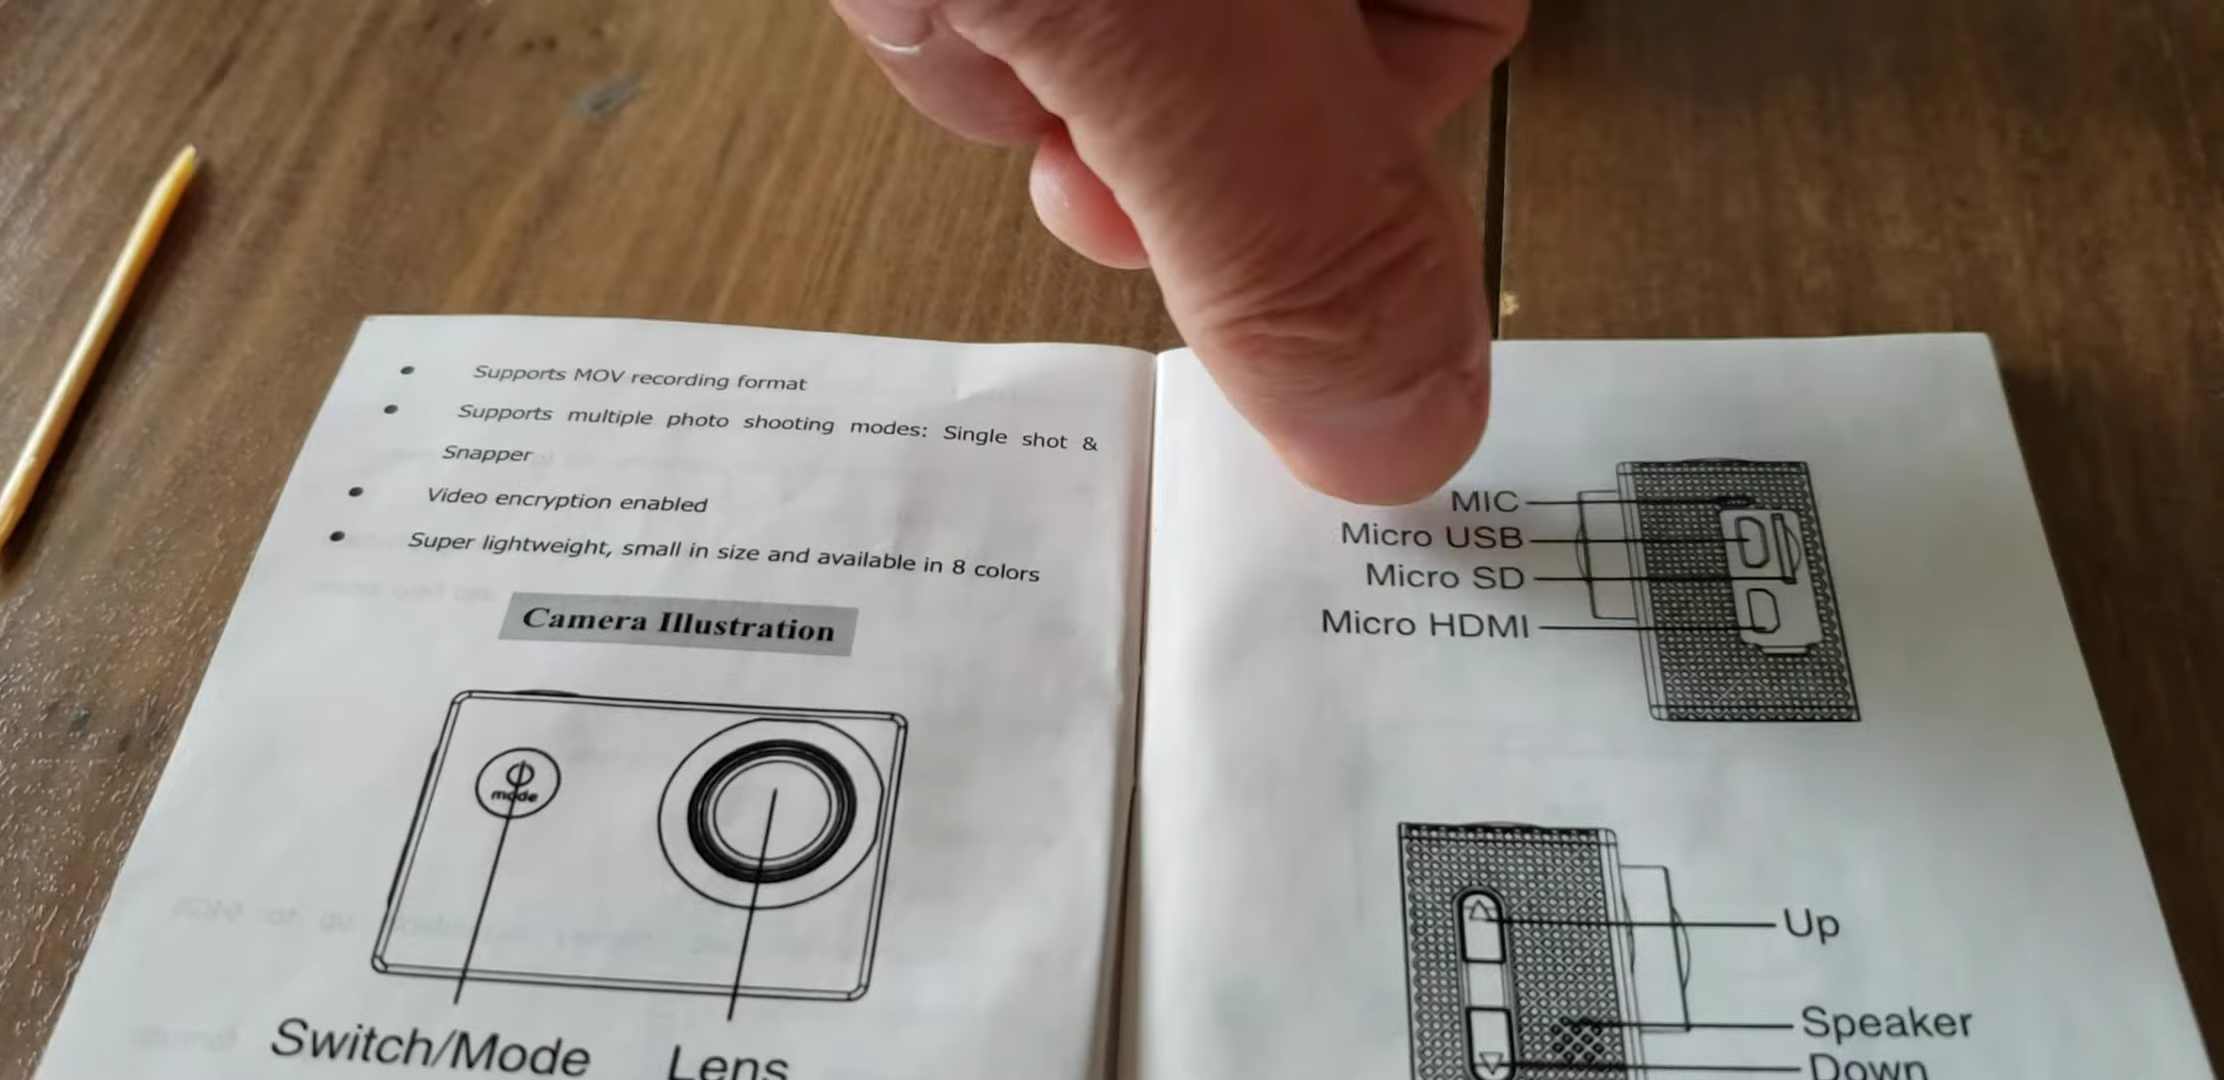 Supports MOV recording format
Supports multiple photo shooting modes: Single shot &
Snapper
Video encryption enabled
Super lightweight, small in size and available in 8 colors
Camera Illustration
mode
Switch/Mode
Lens
MIC
Micro USB
Micro SD
Micro HDMI
Up
Speaker
Down